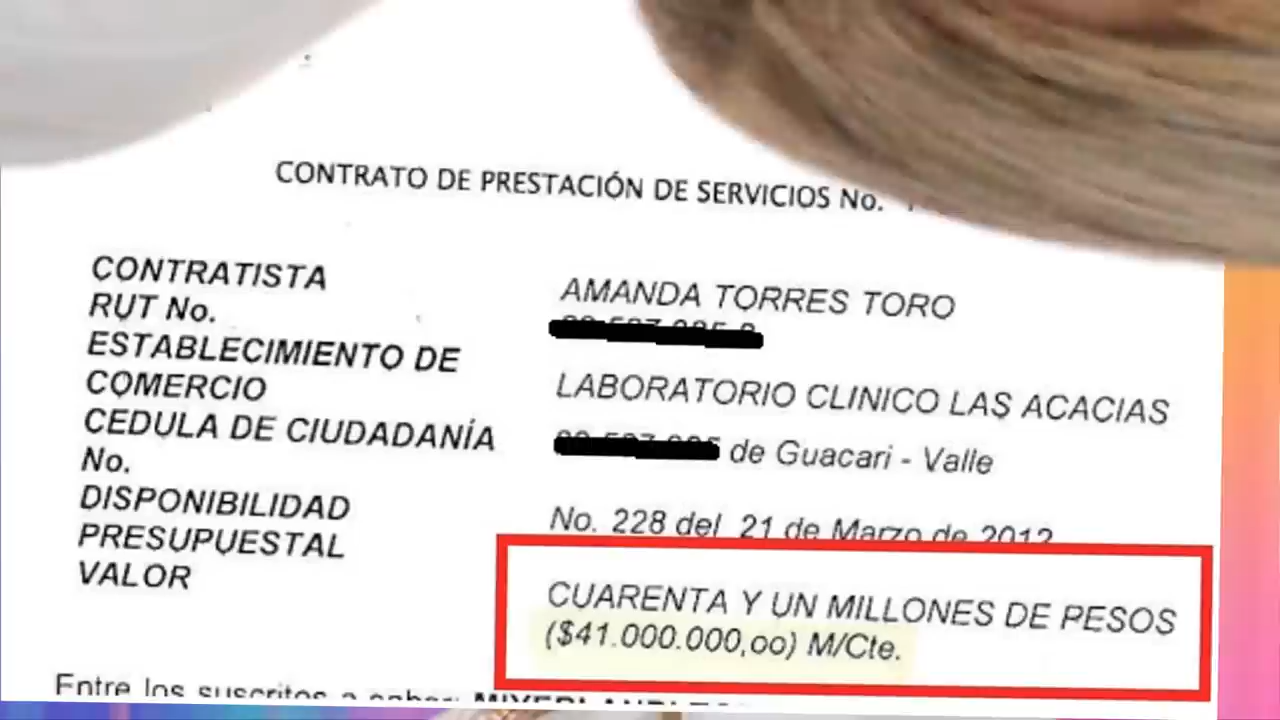 CONTRATO DE PRESTACIÓN DE SERVICIOS No.
CONTRATISTA AMANDA TORRES TORO
RUT No.
ESTABLECIMIENTO DE
COMERCIO LABORATORIO CLINICO LAS ACACIAS
CEDULA DE CIUDADANÍA
No. de Guacari - Valle
DISPONIBILIDAD No. 228 del 21 de Marzo de 2012
PRESUPUESTAL
VALOR CUARENTA Y UN MILLONES DE PESOS
($41.000.000,oo) M/Cte.
Entre los suscritos a saber: